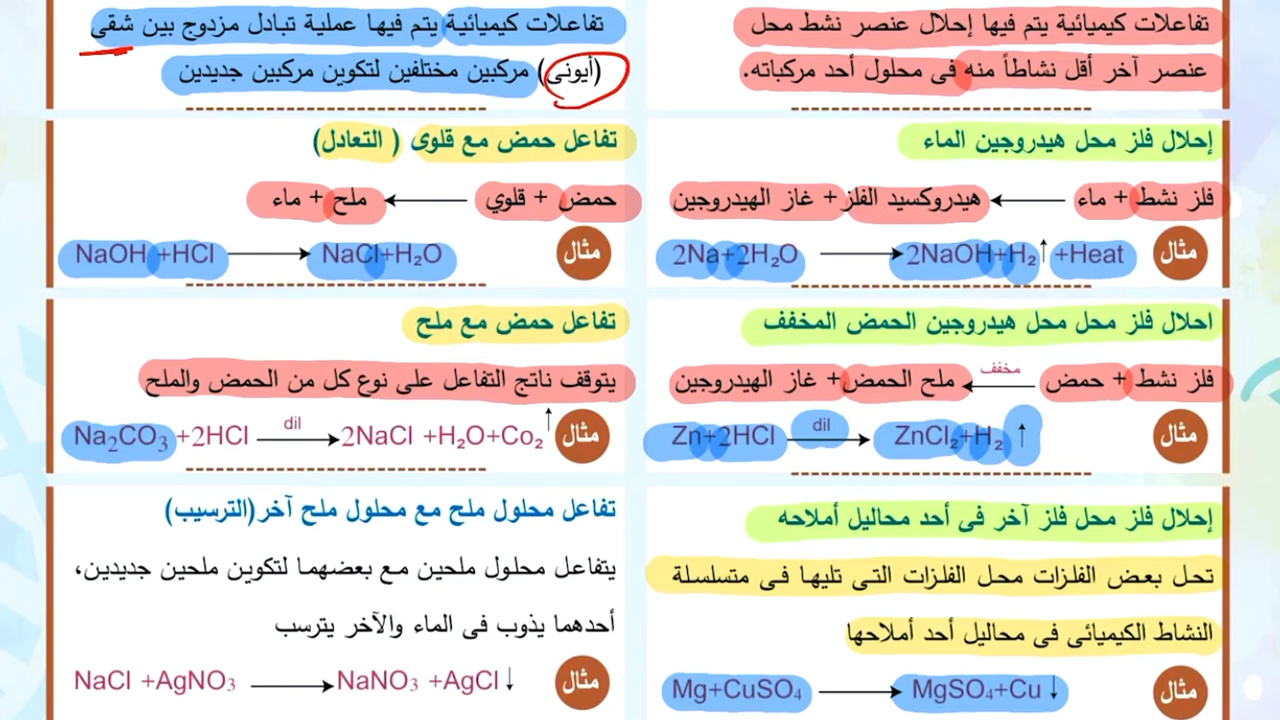 تفاعلات كيميائية يتم فيها إحلال عنصر نشط محل
عنصر آخر أقل نشاطاً منه فى محلول أحد مركباته.
إحلال فلز محل هيدروجين الماء
فلز نشط + ماء ← هيدروكسيد الفلز + غاز الهيدروجين
مثال
2Na+2H₂O → 2NaOH+H₂↑ +Heat
احلال فلز محل محل هيدروجين الحمض المخفف
فلز نشط + حمض ← مخفف ملح الحمض + غاز الهيدروجين
مثال
Zn+2HCl dil → ZnCl₂+H₂ ↑
إحلال فلز محل فلز آخر فى أحد محاليل أملاحه
تحل بعض الفلزات محل الفلزات التى تليها فى متسلسلة
النشاط الكيميائى فى محاليل أحد أملاحها
مثال
Mg+CuSO₄ → MgSO₄+Cu↓
تفاعلات كيميائية يتم فيها عملية تبادل مزدوج بين شقي
(أيونى) مركبين مختلفين لتكوين مركبين جديدين
تفاعل حمض مع قلوى ( التعادل)
حمض + قلوي ← ملح + ماء
مثال
NaOH +HCl → NaCl+H₂O
تفاعل حمض مع ملح
يتوقف ناتج التفاعل على نوع كل من الحمض والملح
مثال
Na₂CO₃ +2HCl dil → 2NaCl +H₂O+Co₂↑
تفاعل محلول ملح مع محلول ملح آخر(الترسيب)
يتفاعل محلول ملحين مع بعضهما لتكوين ملحين جديدين،
أحدهما يذوب فى الماء والآخر يترسب
مثال
NaCl +AgNO₃ → NaNO₃ +AgCl↓